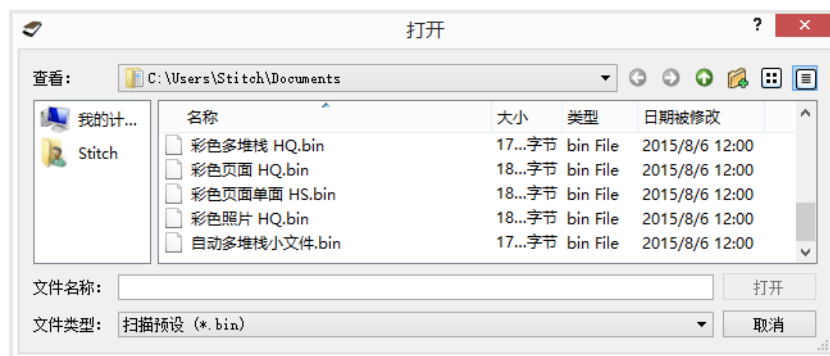 打开
?
查看: C:\Users\Stitch\Documents
我的计...
Stitch
名称 大小 类型 日期被修改
彩色多堆栈 HQ.bin 17...字节 bin File 2015/8/6 12:00
彩色页面 HQ.bin 18...字节 bin File 2015/8/6 12:00
彩色页面单面 HS.bin 18...字节 bin File 2015/8/6 12:00
彩色照片 HQ.bin 18...字节 bin File 2015/8/6 12:00
自动多堆栈小文件.bin 17...字节 bin File 2015/8/6 12:00
文件名称: 打开
文件类型: 扫描预设 (*.bin) 取消